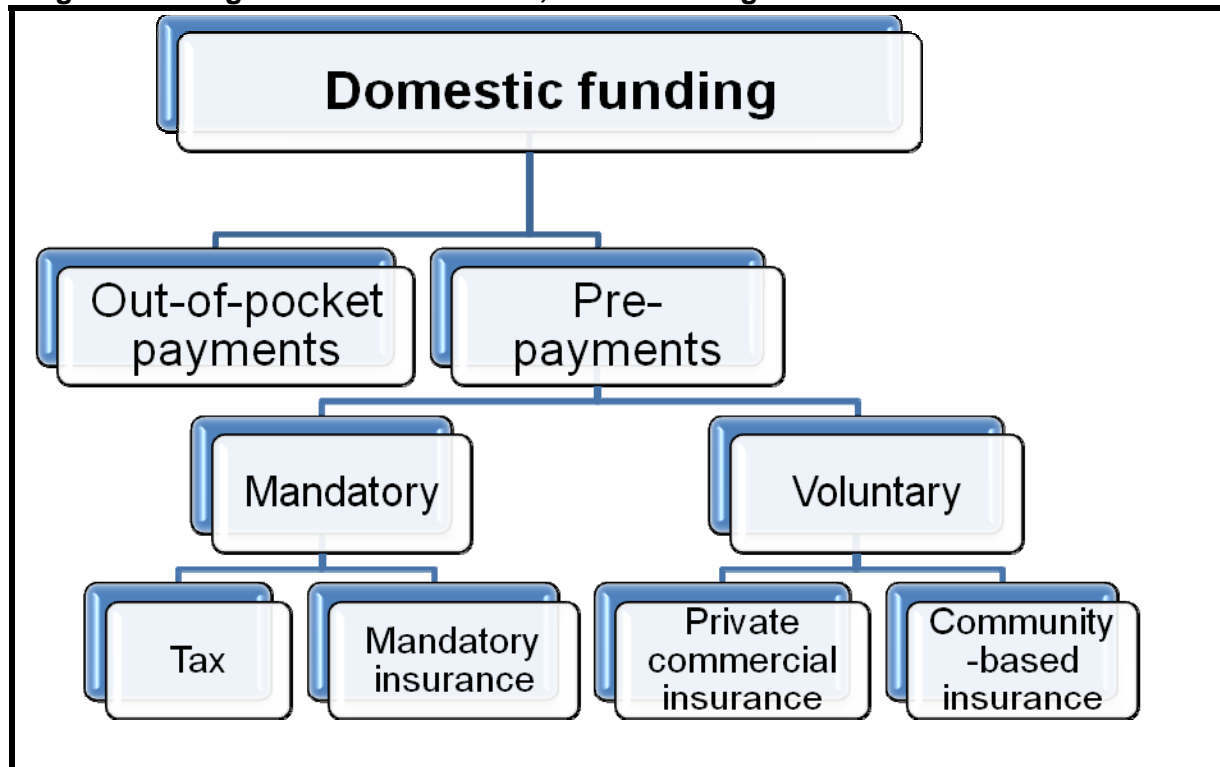 Domestic funding
Out-of-pocket
payments
Pre-
payments
Mandatory
Voluntary
Tax
Mandatory
insurance
Private
commercial
insurance
Community
-based
insurance